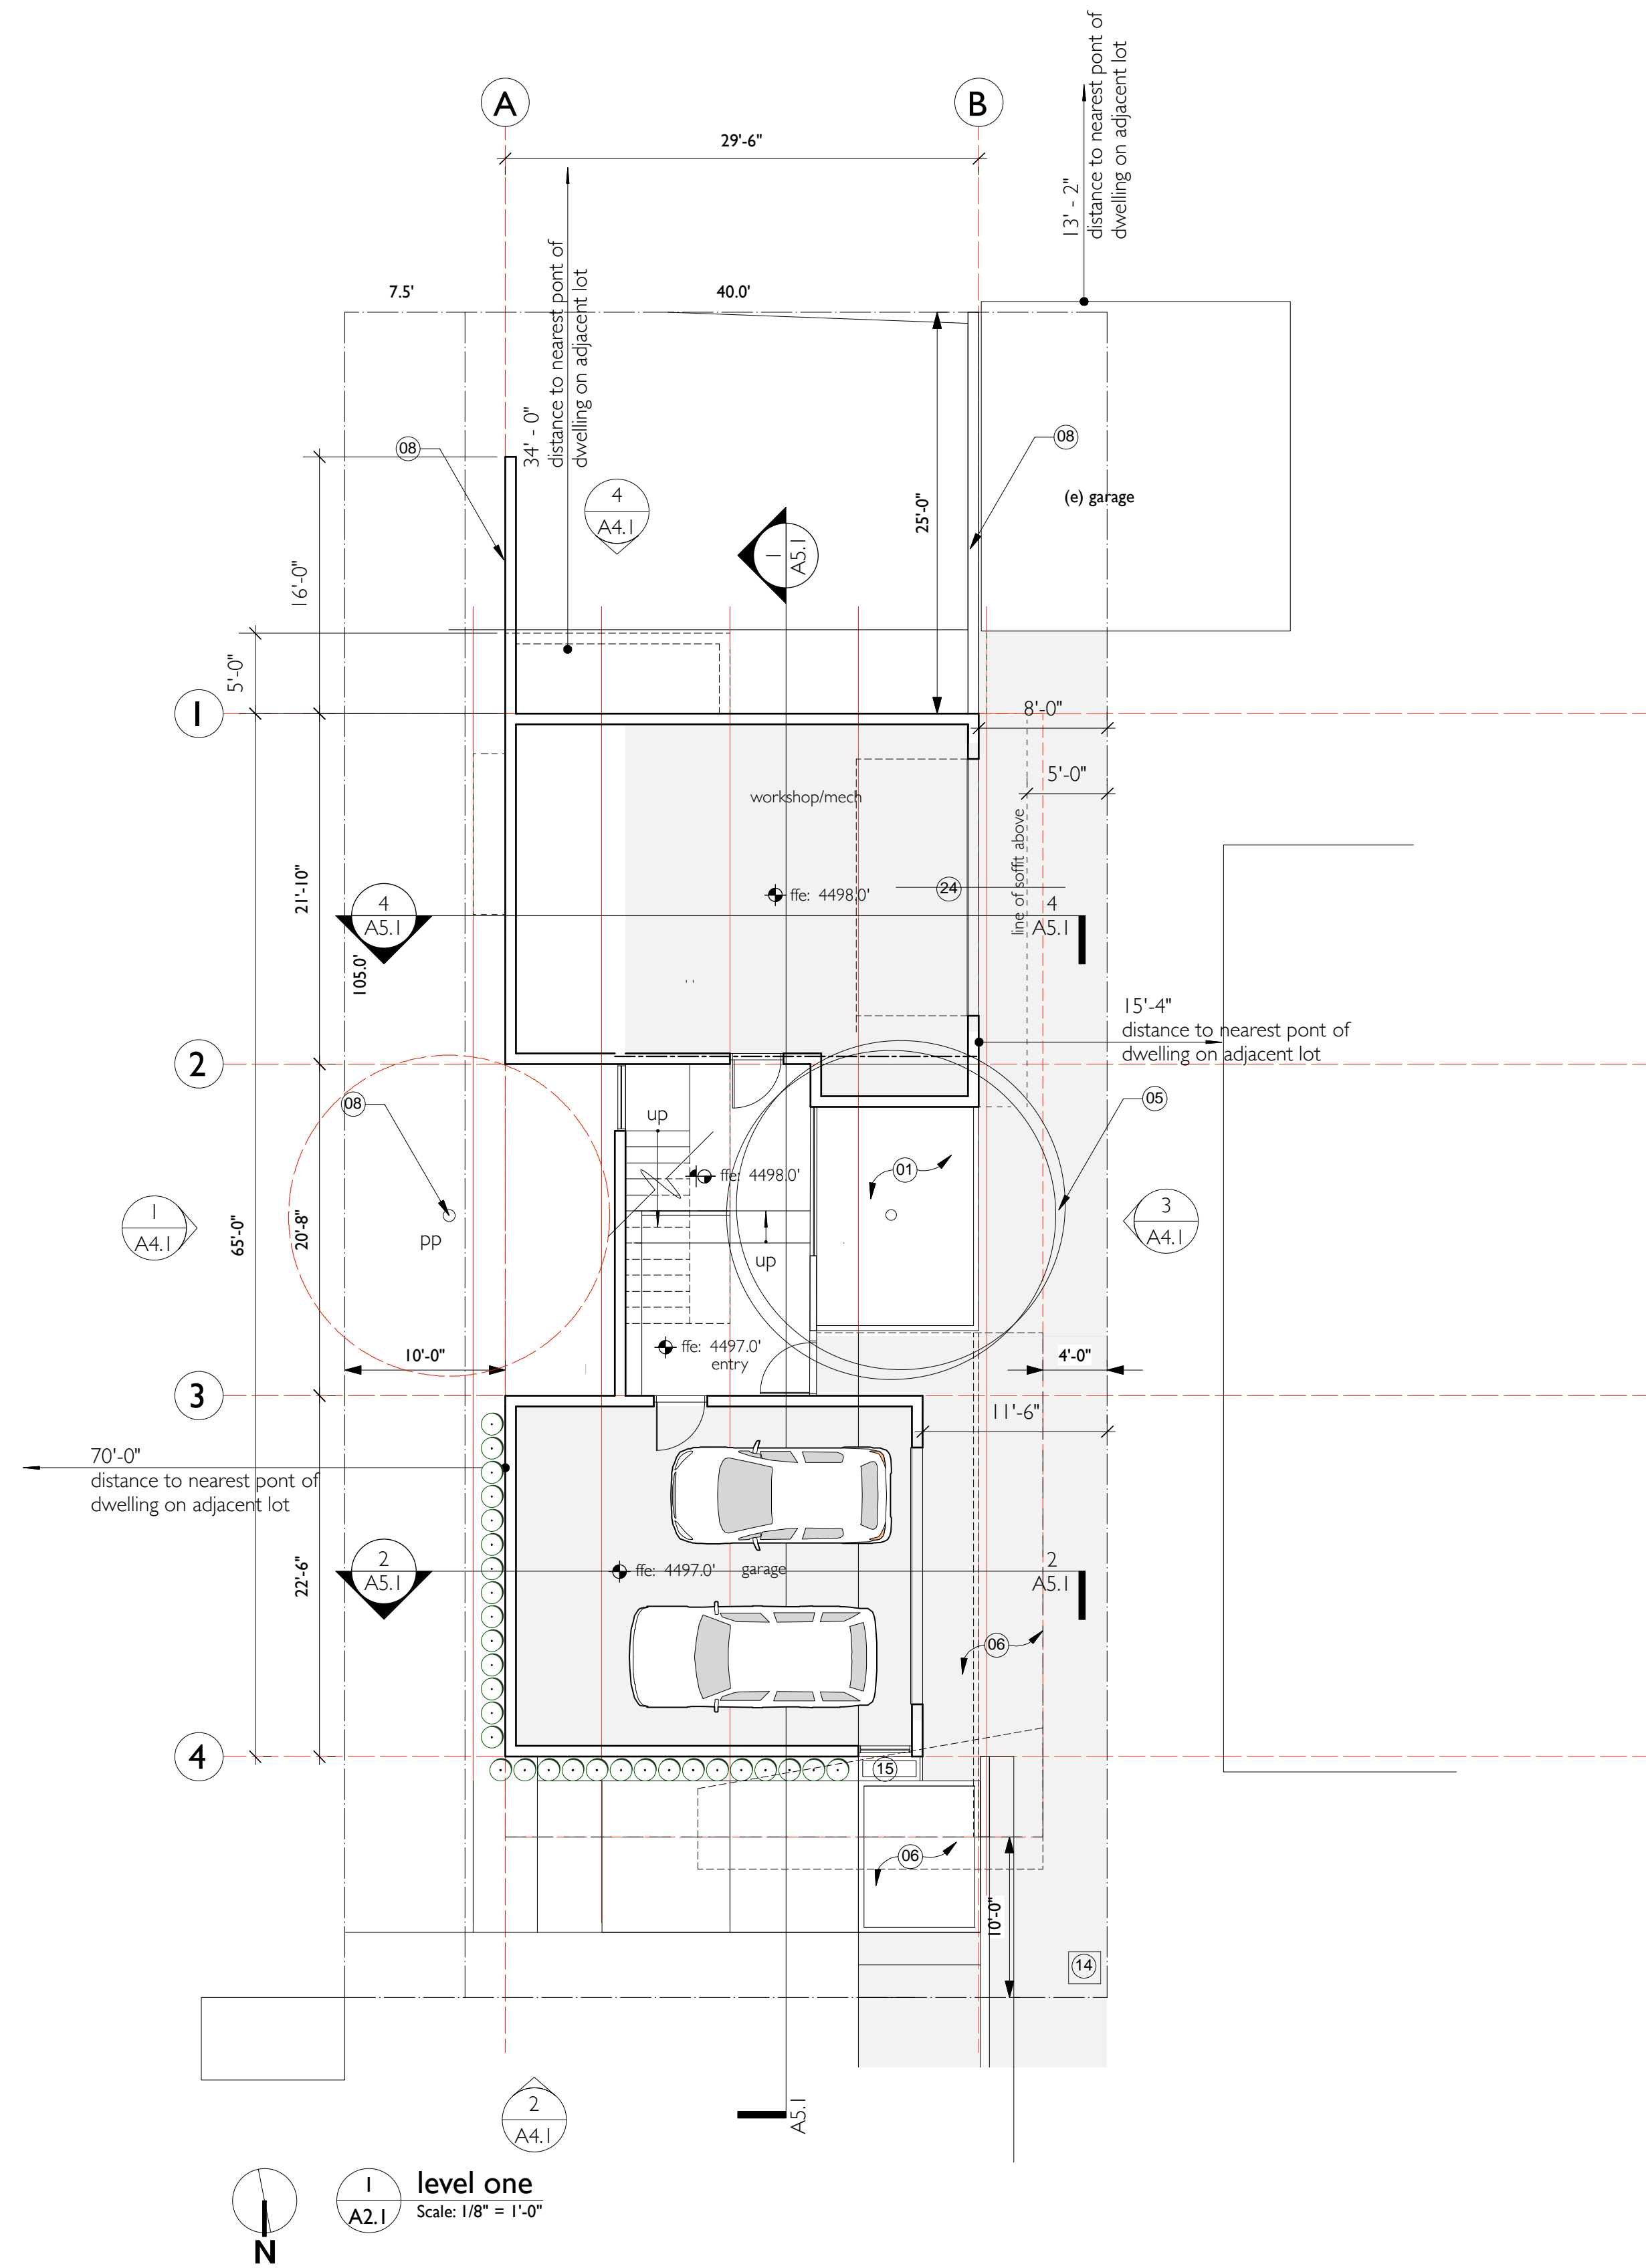 A
B
29'-6"
13' - 2"
distance to nearest pont of
dwelling on adjacent lot
7.5'
40.0'
34' - 0"
distance to nearest pont of
dwelling on adjacent lot
08
08
4
A4.1
(e) garage
25'-0"
1
A5.1
16'-0"
5'-0"
1
8'-0"
5'-0"
workshop/mech
line of soffit above
21'-10"
ffe: 4498.0'
24
4
A5.1
4
A5.1
105.0'
15'-4"
distance to nearest pont of
dwelling on adjacent lot
2
08
05
up
01
ffe: 4498.0'
1
A4.1
65'-0"
20'-8"
pp
up
3
A4.1
ffe: 4497.0'
entry
10'-0"
4'-0"
3
11'-6"
70'-0"
distance to nearest pont of
dwelling on adjacent lot
2
A5.1
22'-6"
ffe: 4497.0'
garage
2
A5.1
06
4
15
06
10'-0"
14
2
A4.1
A5.1
N
1
A2.1
level one
Scale: 1/8" = 1'-0"